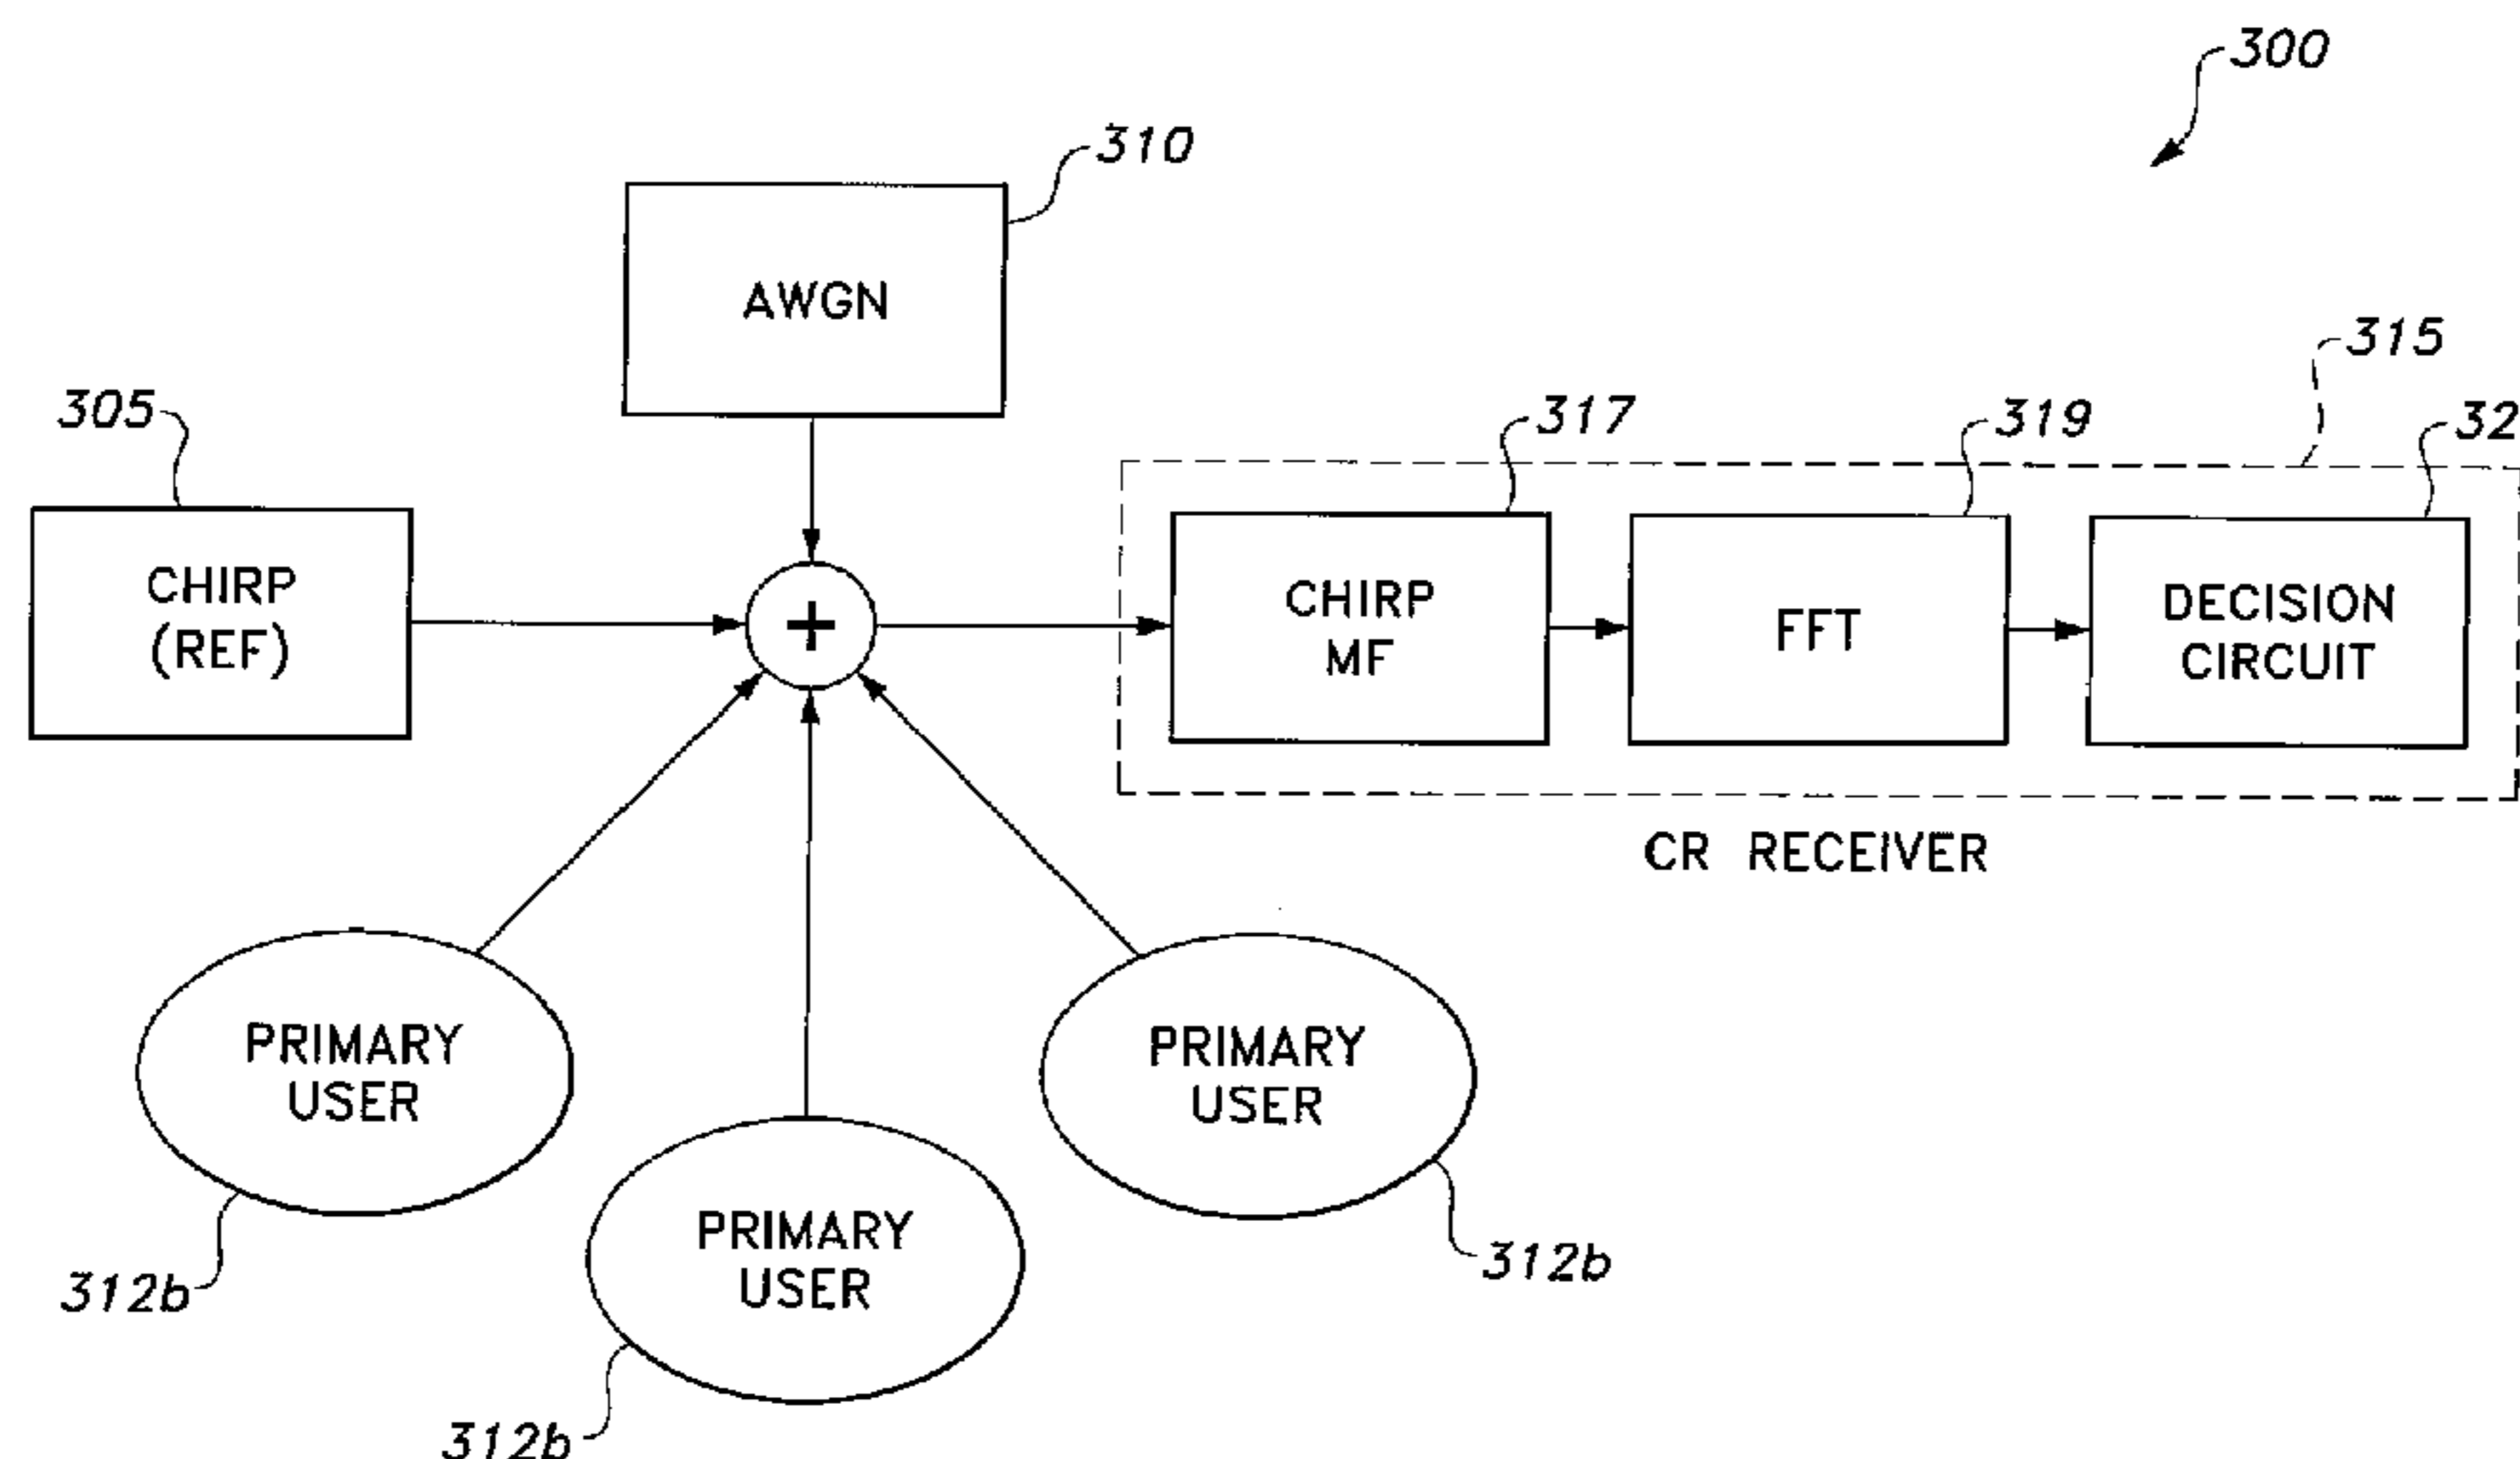 300
310
AWGN
315
305
317
319
32
CHIRP
(REF)
+
CHIRP
MF
FFT
DECISION
CIRCUIT
CR RECEIVER
PRIMARY
USER
PRIMARY
USER
PRIMARY
USER
312b
312b
312b